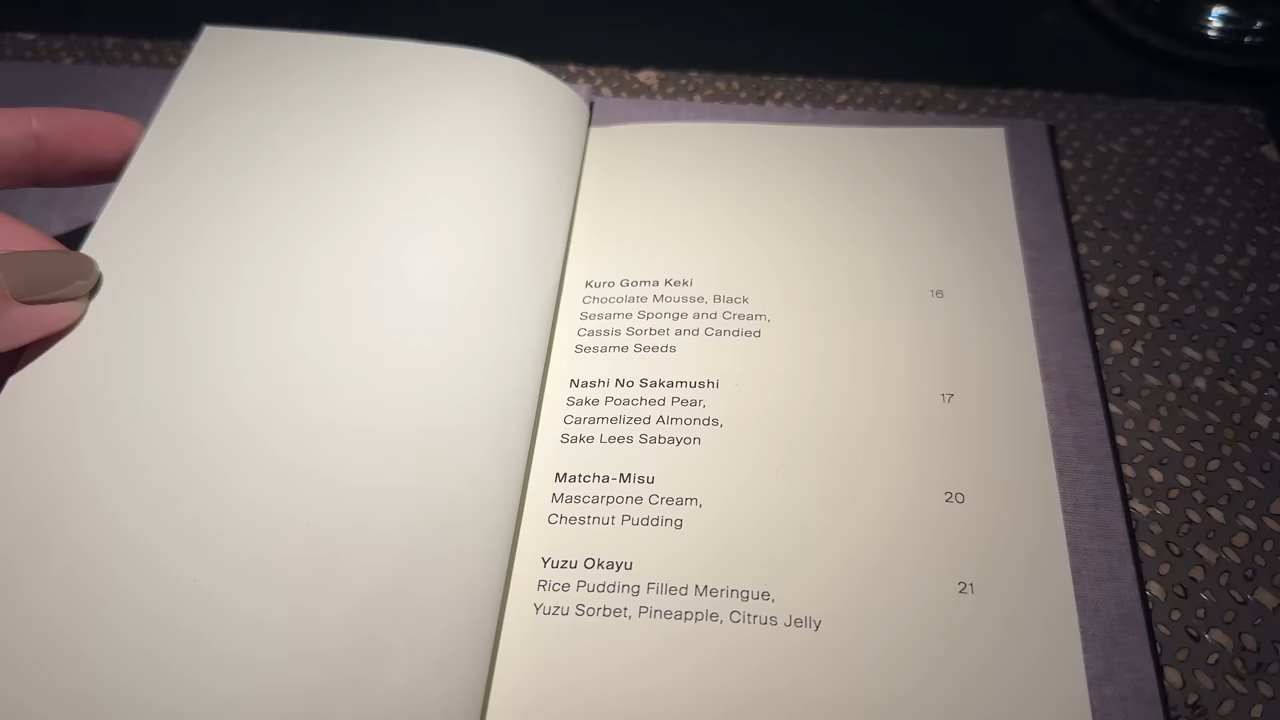 Kuro Goma Keki 16
Chocolate Mousse, Black
Sesame Sponge and Cream,
Cassis Sorbet and Candied
Sesame Seeds
Nashi No Sakamushi 17
Sake Poached Pear,
Caramelized Almonds,
Sake Lees Sabayon
Matcha-Misu 20
Mascarpone Cream,
Chestnut Pudding
Yuzu Okayu 21
Rice Pudding Filled Meringue,
Yuzu Sorbet, Pineapple, Citrus Jelly